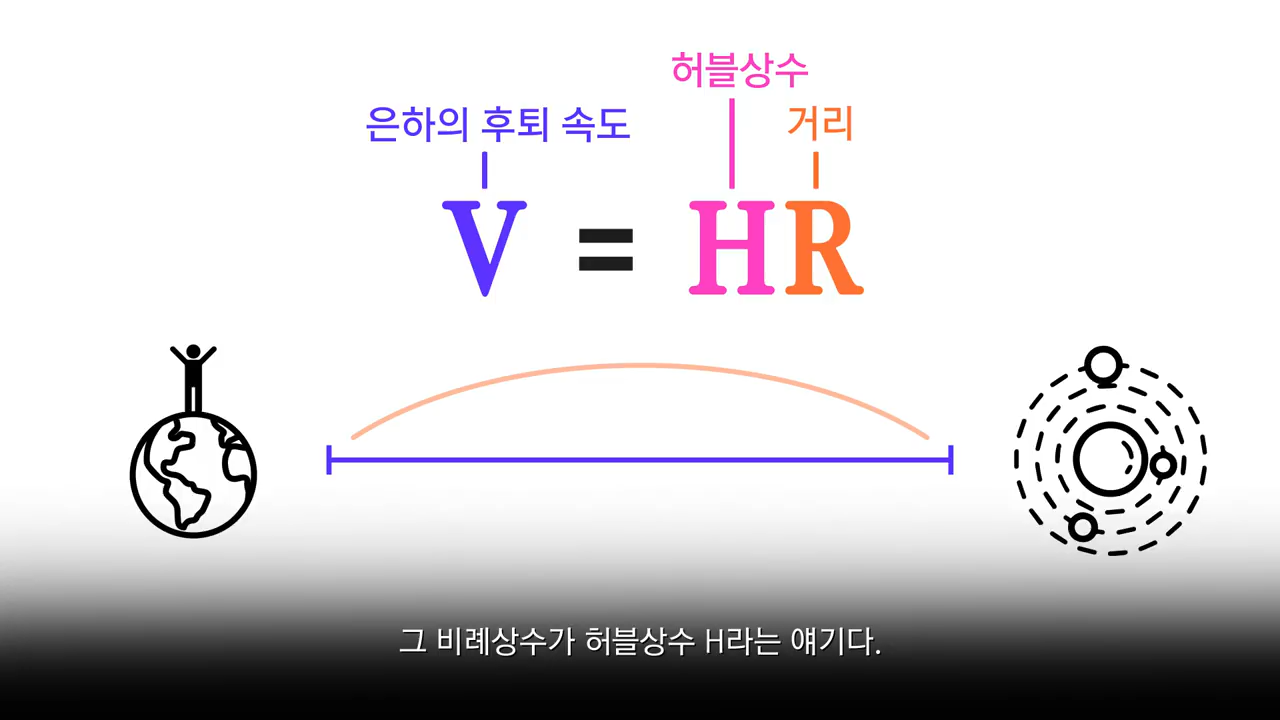 허블상수
은하의 후퇴 속도
거리
V = HR
그 비례상수가 허블상수 H라는 얘기다.